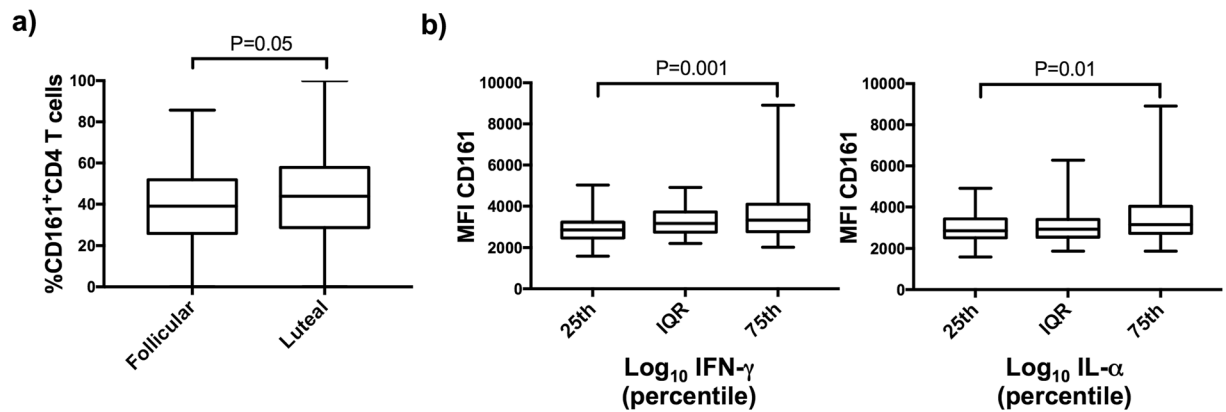 a)
P=0.05
%CD161⁺CD4 T cells
100
80
60
40
20
0
Follicular
Luteal
b)
P=0.001
MFI CD161
10000
8000
6000
4000
2000
0
25th
IQR
75th
Log₁₀ IFN-γ
(percentile)
P=0.01
MFI CD161
10000
8000
6000
4000
2000
0
25th
IQR
75th
Log₁₀ IL-α
(percentile)